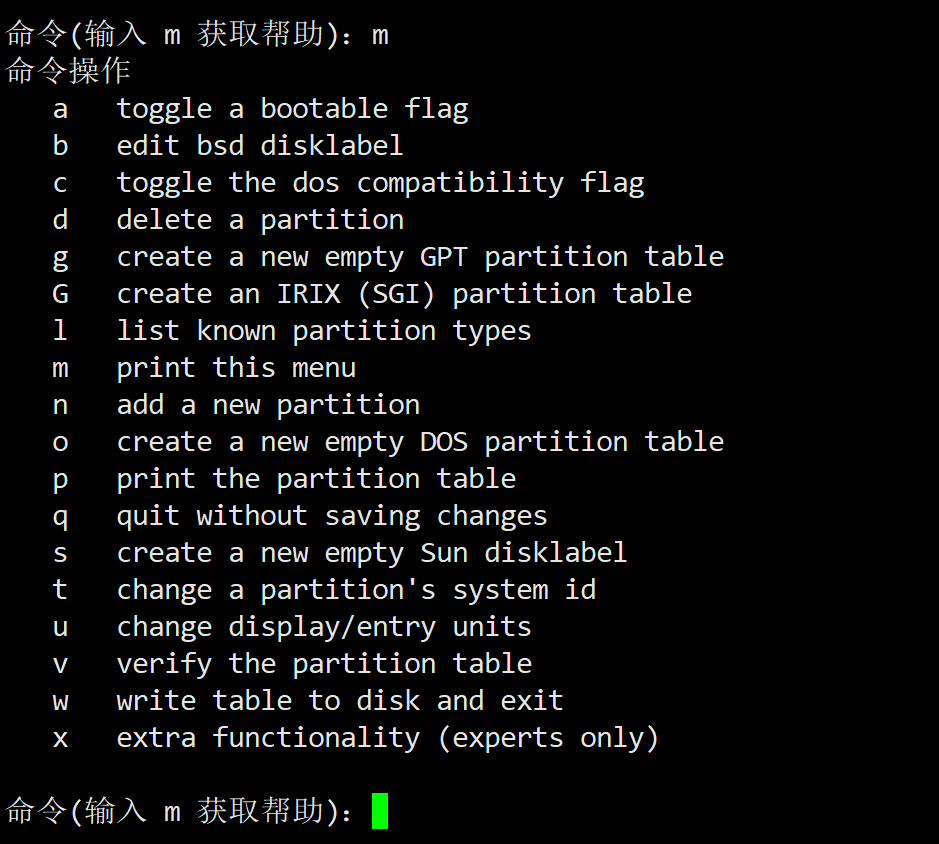 命令(输入 m 获取帮助)：m
命令操作
a   toggle a bootable flag
b   edit bsd disklabel
c   toggle the dos compatibility flag
d   delete a partition
g   create a new empty GPT partition table
G   create an IRIX (SGI) partition table
l   list known partition types
m   print this menu
n   add a new partition
o   create a new empty DOS partition table
p   print the partition table
q   quit without saving changes
s   create a new empty Sun disklabel
t   change a partition's system id
u   change display/entry units
v   verify the partition table
w   write table to disk and exit
x   extra functionality (experts only)
命令(输入 m 获取帮助)：